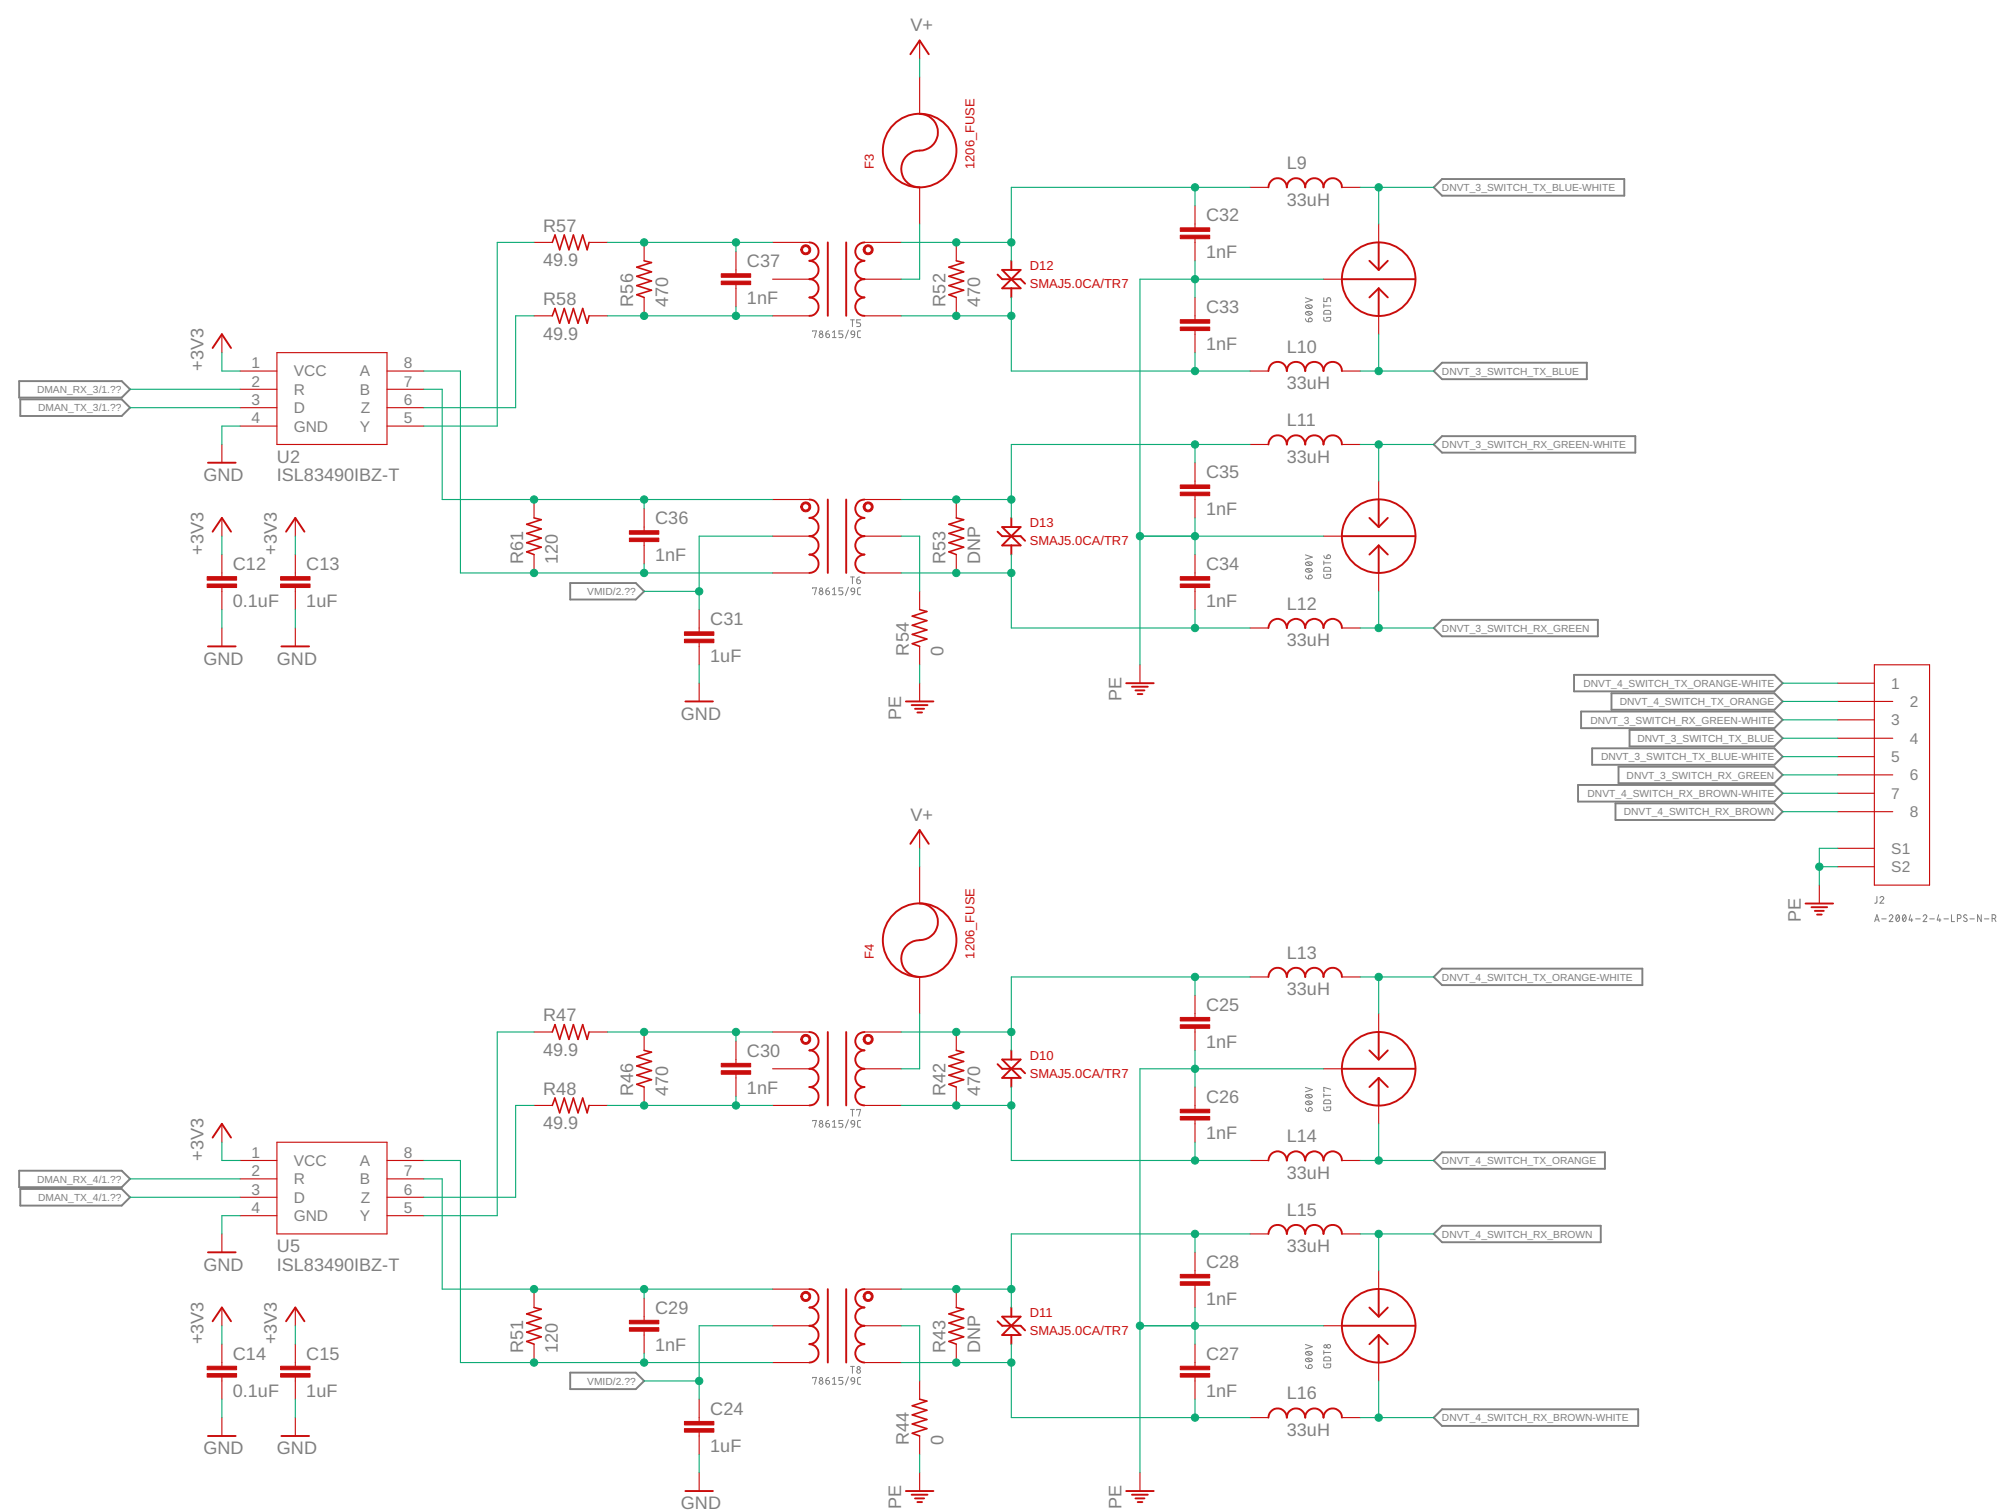 V+
F3
1206_FUSE
L9
33uH
DNVT_3_SWITCH_TX_BLUE-WHITE
C32
1nF
R57
49.9
R56
470
C37
1nF
R58
49.9
T5
78615/9C
R52
470
D12
SMAJ5.0CA/TR7
600V
GDT5
C33
1nF
L10
33uH
DNVT_3_SWITCH_TX_BLUE
+3V3
DMAN_RX_3/1.??
DMAN_TX_3/1.??
1 VCC A 8
2 R B 7
3 D Z 6
4 GND Y 5
U2
ISL83490IBZ-T
GND
L11
33uH
DNVT_3_SWITCH_RX_GREEN-WHITE
C35
1nF
+3V3
+3V3
C12
0.1uF
C13
1uF
GND
GND
R61
120
C36
1nF
VMID/2.??
C31
1uF
GND
T6
78615/9C
R53
DNP
D13
SMAJ5.0CA/TR7
R54
0
PE
600V
GDT6
C34
1nF
L12
33uH
DNVT_3_SWITCH_RX_GREEN
PE
DNVT_4_SWITCH_TX_ORANGE-WHITE 1
DNVT_4_SWITCH_TX_ORANGE 2
DNVT_3_SWITCH_RX_GREEN-WHITE 3
DNVT_3_SWITCH_TX_BLUE 4
DNVT_3_SWITCH_TX_BLUE-WHITE 5
DNVT_3_SWITCH_RX_GREEN 6
DNVT_4_SWITCH_RX_BROWN-WHITE 7
DNVT_4_SWITCH_RX_BROWN 8
S1
S2
PE
J2
A-2004-2-4-LPS-N-R
V+
F4
1206_FUSE
L13
33uH
DNVT_4_SWITCH_TX_ORANGE-WHITE
C25
1nF
R47
49.9
R46
470
C30
1nF
R48
49.9
T7
78615/9C
R42
470
D10
SMAJ5.0CA/TR7
600V
GDT7
C26
1nF
L14
33uH
DNVT_4_SWITCH_TX_ORANGE
+3V3
DMAN_RX_4/1.??
DMAN_TX_4/1.??
1 VCC A 8
2 R B 7
3 D Z 6
4 GND Y 5
U5
ISL83490IBZ-T
GND
L15
33uH
DNVT_4_SWITCH_RX_BROWN
C28
1nF
+3V3
+3V3
C14
0.1uF
C15
1uF
GND
GND
R51
120
C29
1nF
VMID/2.??
C24
1uF
GND
T8
78615/9C
R43
DNP
D11
SMAJ5.0CA/TR7
R44
0
PE
600V
GDT8
C27
1nF
L16
33uH
DNVT_4_SWITCH_RX_BROWN-WHITE
PE